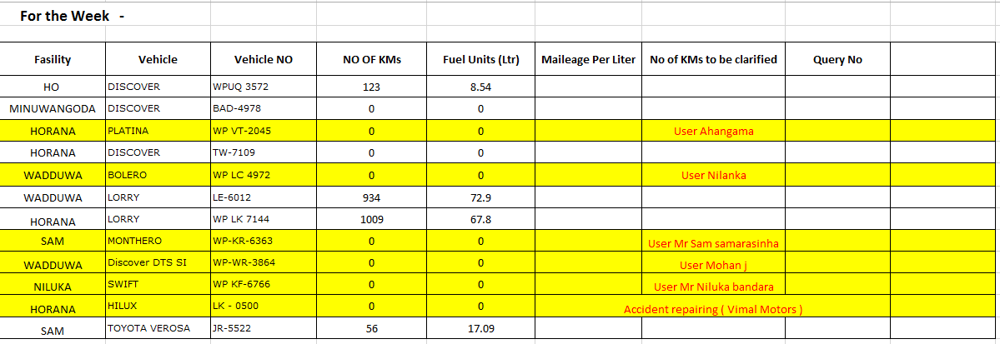 For the Week -
Fasility Vehicle Vehicle NO NO OF KMs Fuel Units (Ltr) Maileage Per Liter No of KMs to be clarified Query No
HO DISCOVER WPUQ 3572 123 8.54
MINUWANGODA DISCOVER BAD-4978 0 0
HORANA PLATINA WP VT-2045 0 0 User Ahangama
HORANA DISCOVER TW-7109 0 0
WADDUWA BOLERO WP LC 4972 0 0 User Nilanka
WADDUWA LORRY LE-6012 934 72.9
HORANA LORRY WP LK 7144 1009 67.8
SAM MONTHERO WP-KR-6363 0 0 User Mr Sam samarasinha
WADDUWA Discover DTS SI WP-WR-3864 0 0 User Mohan j
NILUKA SWIFT WP KF-6766 0 0 User Mr Niluka bandara
HORANA HILUX LK - 0500 0 0 Accident repairing ( Vimal Motors )
SAM TOYOTA VEROSA JR-5522 56 17.09